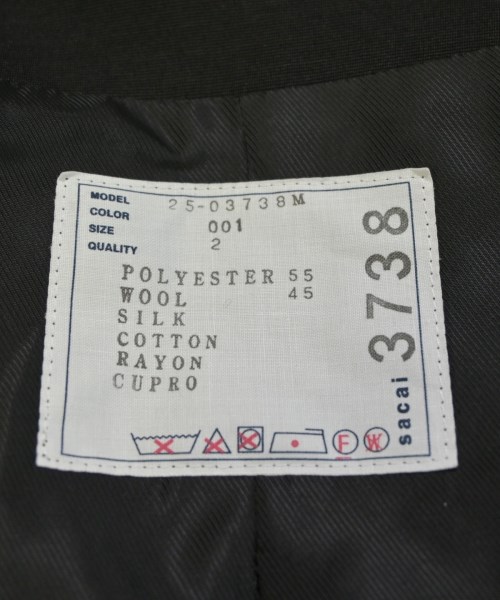 MODEL 25-03738M
COLOR 001
SIZE 2
QUALITY
POLYESTER 55
WOOL 45
SILK
COTTON
RAYON
CUPRO
F W
sacai 3738